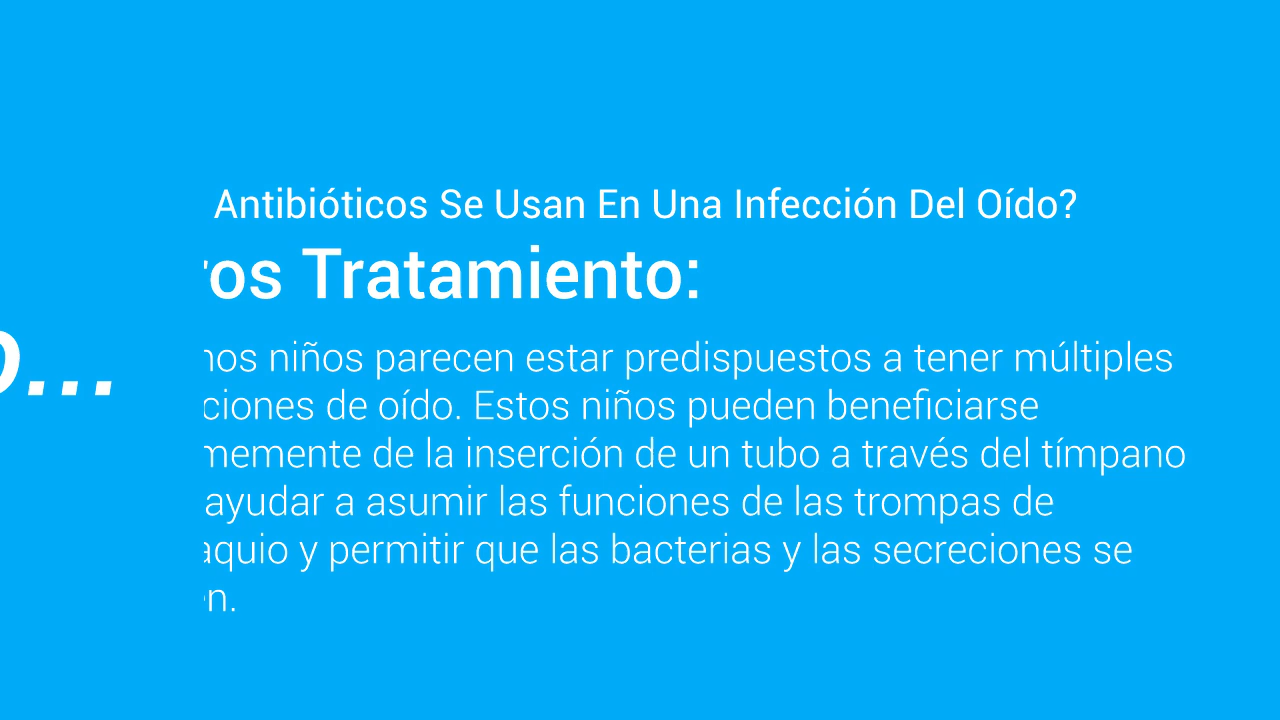 Antibióticos Se Usan En Una Infección Del Oído?
os Tratamiento:
...
nos niños parecen estar predispuestos a tener múltiples
ciones de oído. Estos niños pueden beneficiarse
memente de la inserción de un tubo a través del tímpano
ayudar a asumir las funciones de las trompas de
aquio y permitir que las bacterias y las secreciones se
n.